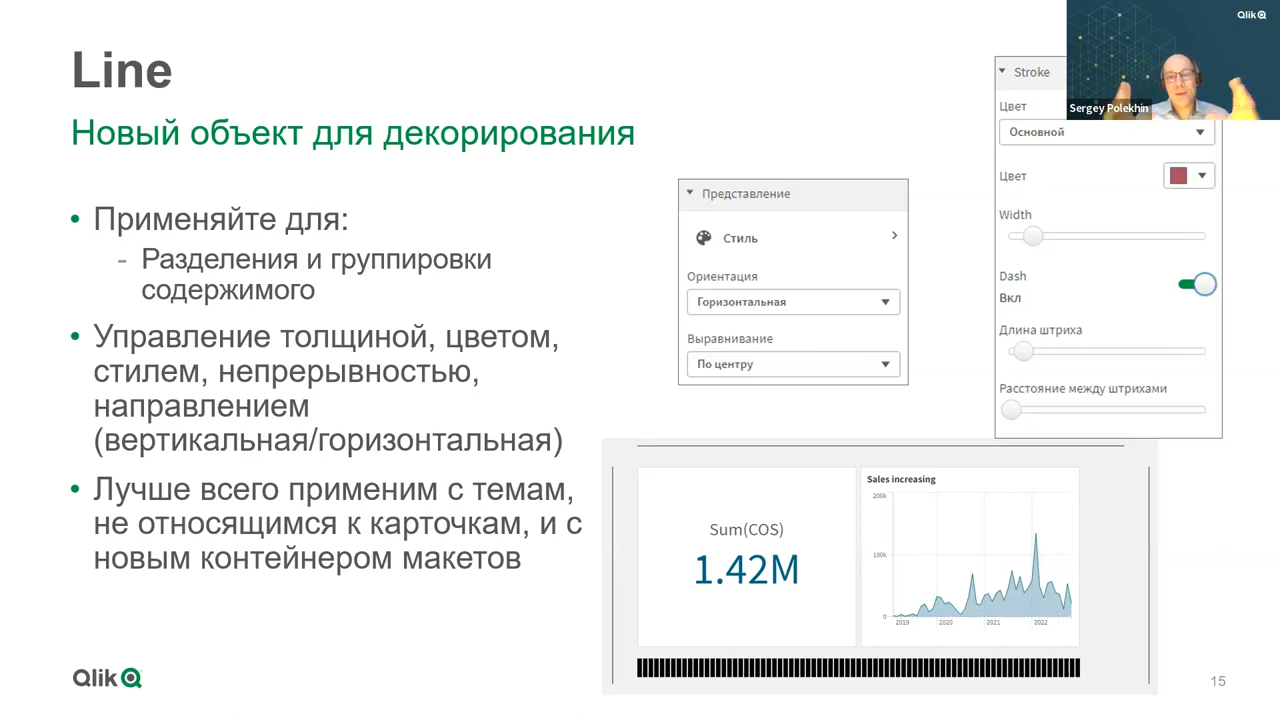 Line
Новый объект для декорирования
Применяйте для:
- Разделения и группировки
содержимого
Управление толщиной, цветом,
стилем, непрерывностью,
направлением
(вертикальная/горизонтальная)
Лучше всего применим с темам,
не относящимся к карточкам, и с
новым контейнером макетов
Представление
Стиль
Ориентация
Горизонтальная
Выравнивание
По центру
Stroke
Цвет
Основной
Цвет
Width
Dash
Вкл
Длина штриха
Расстояние между штрихами
Qlik
Sergey Polekhin
Sum(COS)
1.42M
Sales increasing
200k
100k
0
2019
2020
2021
2022
Qlik
15